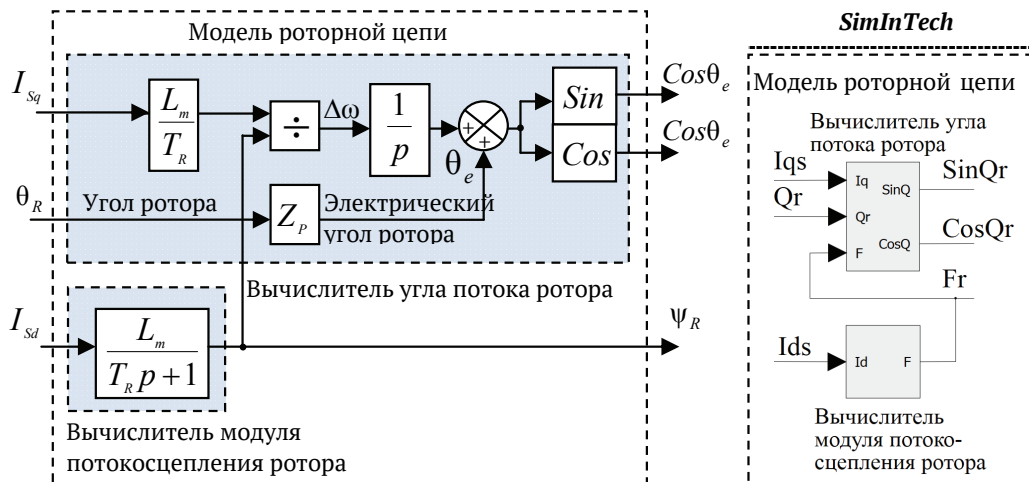 Модель роторной цепи
I_Sq
L_m
T_R
÷
Δω
1
p
+
+
θ_e
Sin
Cos
Cosθ_e
Cosθ_e
θ_R
Угол ротора
Z_P
Электрический
угол ротора
Вычислитель угла потока ротора
I_Sd
L_m
T_R p + 1
ψ_R
Вычислитель модуля
потокосцепления ротора
SimInTech
Модель роторной цепи
Вычислитель угла
потока ротора
Iqs
Iq
SinQ
SinQr
Qr
Qr
CosQ
CosQr
F
Fr
Ids
Id
F
Вычислитель
модуля потоко-
сцепления ротора